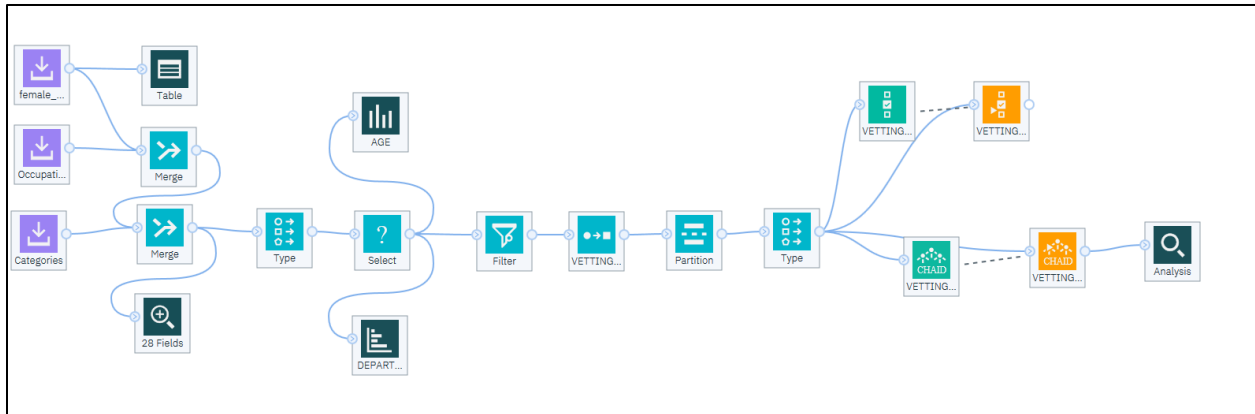 female_...
Table
Occupati...
Merge
Categories
Merge
28 Fields
Type
AGE
?
Select
DEPART...
Filter
VETTING...
Partition
Type
VETTING...
VETTING...
CHAID
VETTING...
CHAID
VETTING...
Analysis